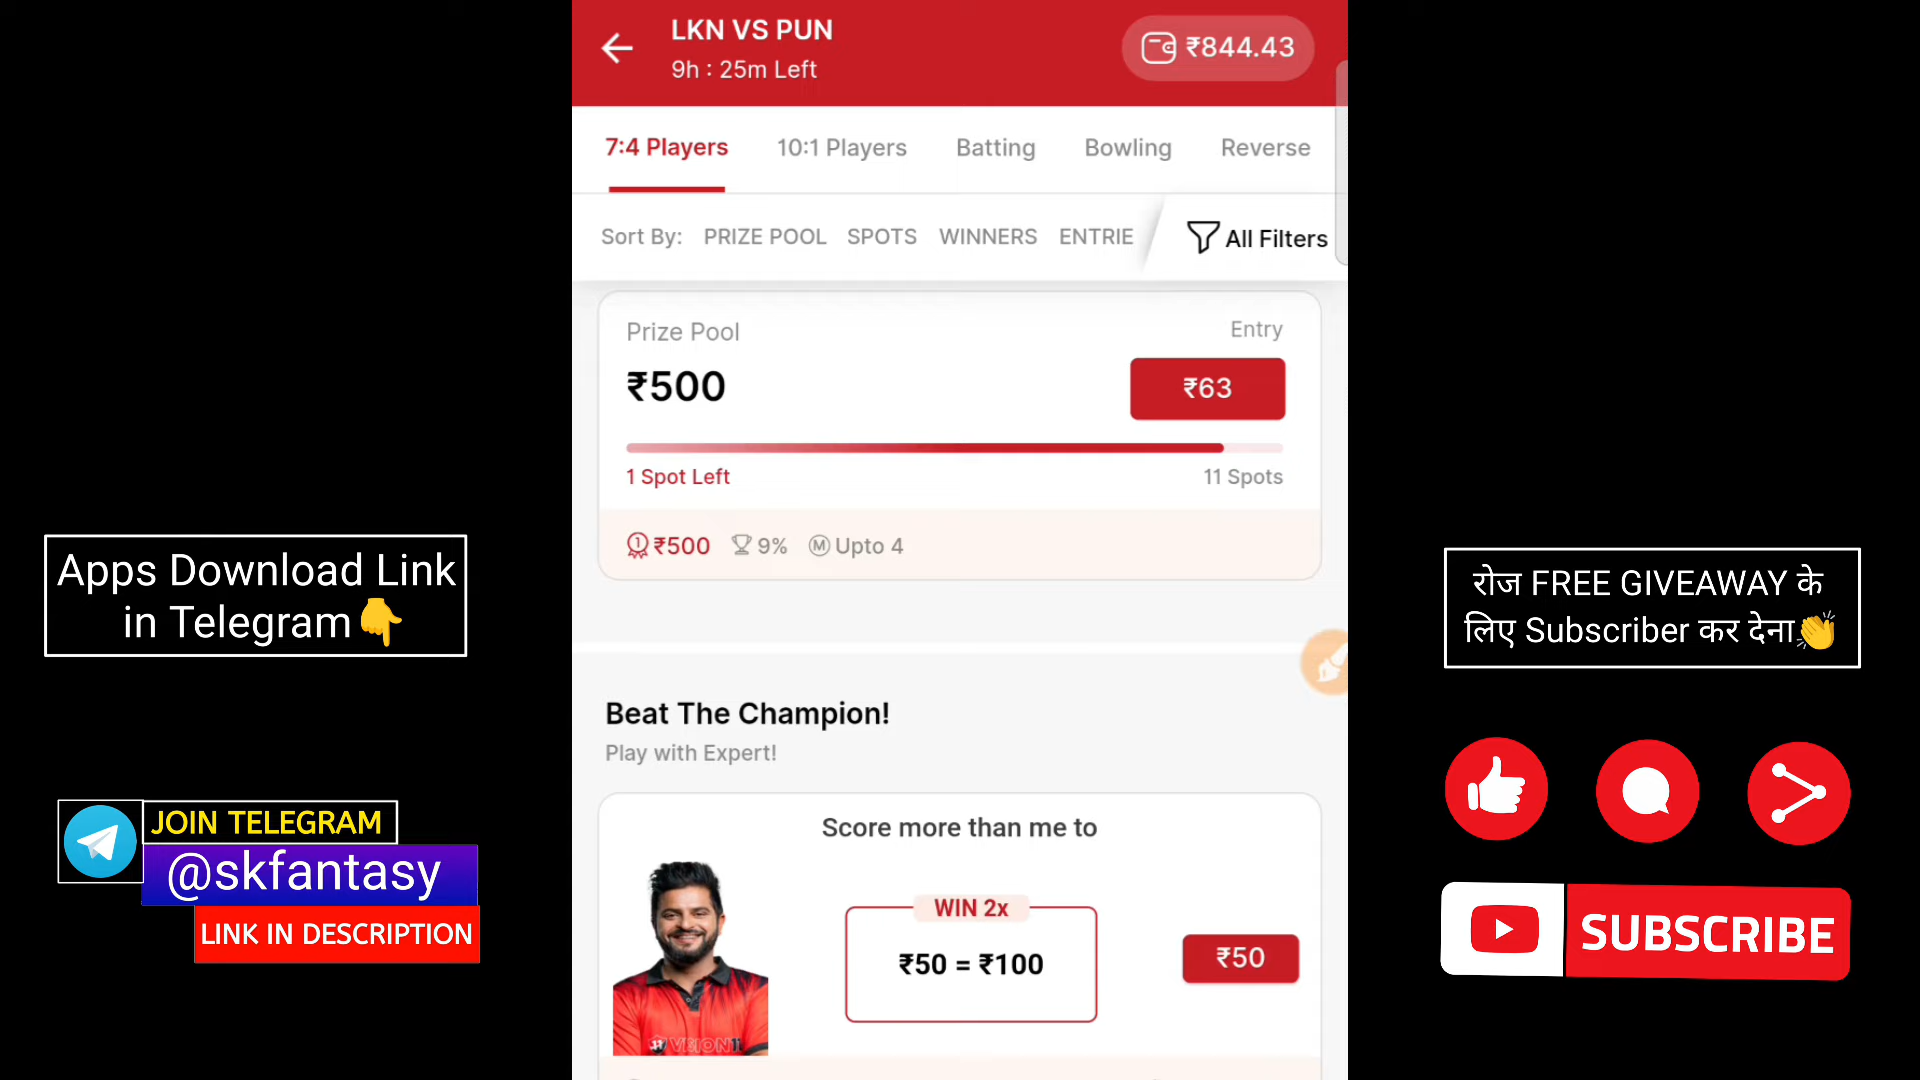 LKN VS PUN
9h : 25m Left
₹844.43
7:4 Players
10:1 Players
Batting
Bowling
Reverse
Sort By:
PRIZE POOL
SPOTS
WINNERS
ENTRIE
All Filters
Prize Pool
Entry
₹500
₹63
1 Spot Left
11 Spots
1
₹500
9%
M
Upto 4
Beat The Champion!
Play with Expert!
Score more than me to
WIN 2x
₹50 = ₹100
₹50
Apps Download Link
in Telegram👇
JOIN TELEGRAM
@skfantasy
LINK IN DESCRIPTION
रोज FREE GIVEAWAY के
लिए Subscriber कर देना👏
SUBSCRIBE